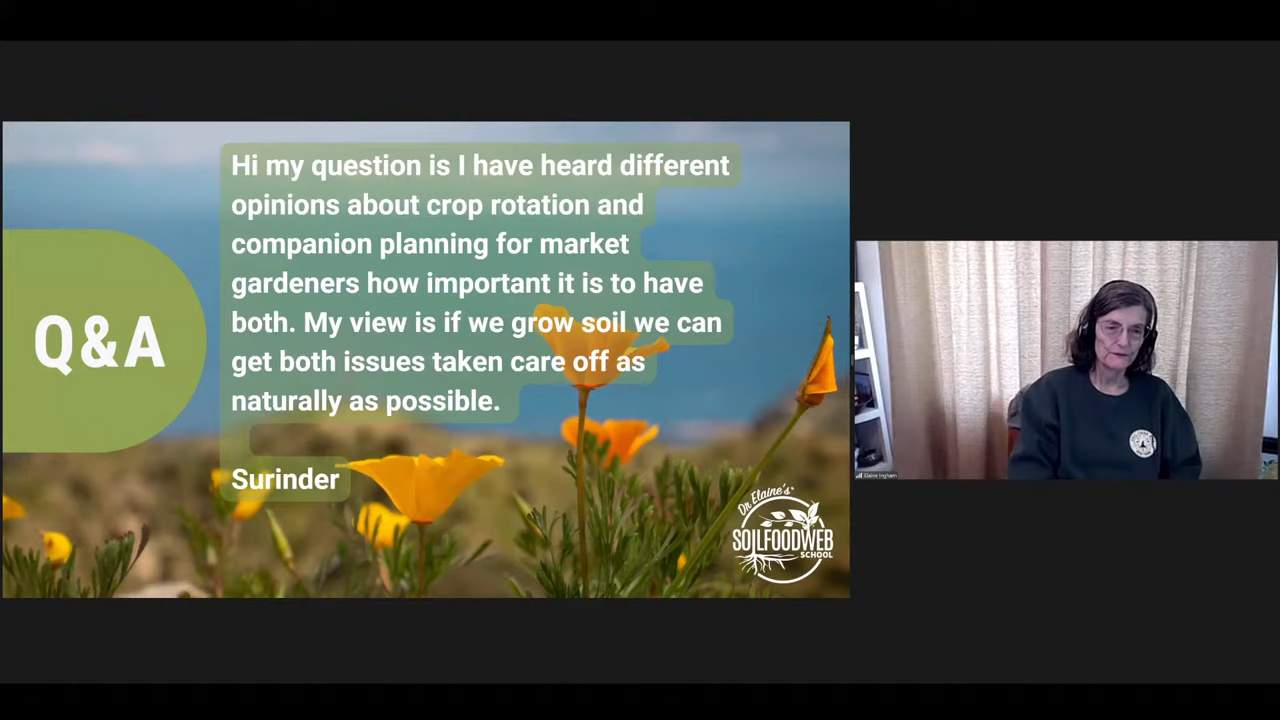 Hi my question is I have heard different
opinions about crop rotation and
companion planning for market
gardeners how important it is to have
both. My view is if we grow soil we can
get both issues taken care off as
naturally as possible.
Surinder
Q&A
Dr. Elaine's
SOILFOODWEB
SCHOOL
Elaine Ingham